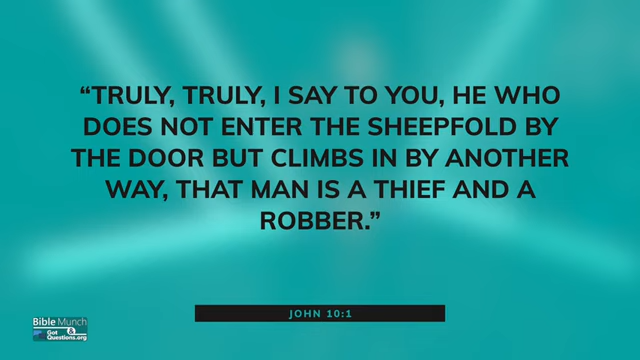 “TRULY, TRULY, I SAY TO YOU, HE WHO
DOES NOT ENTER THE SHEEPFOLD BY
THE DOOR BUT CLIMBS IN BY ANOTHER
WAY, THAT MAN IS A THIEF AND A
ROBBER.”
JOHN 10:1
Bible Munch
&
Got
Questions.org